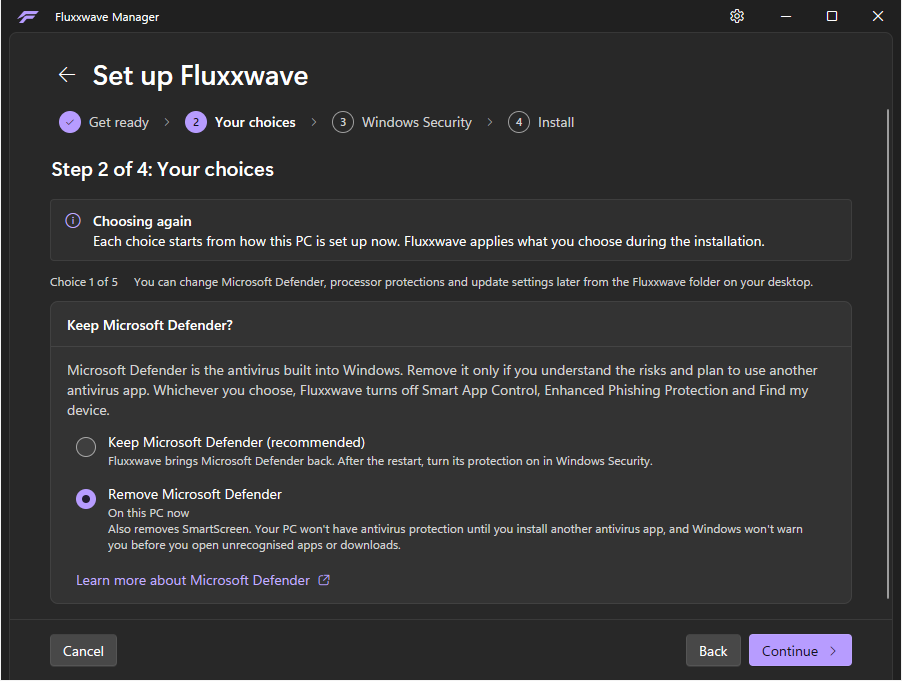 Fluxxwave Manager
Set up Fluxxwave
Get ready
2 Your choices
3 Windows Security
4 Install
Step 2 of 4: Your choices
Choosing again
Each choice starts from how this PC is set up now. Fluxxwave applies what you choose during the installation.
Choice 1 of 5 You can change Microsoft Defender, processor protections and update settings later from the Fluxxwave folder on your desktop.
Keep Microsoft Defender?
Microsoft Defender is the antivirus built into Windows. Remove it only if you understand the risks and plan to use another
antivirus app. Whichever you choose, Fluxxwave turns off Smart App Control, Enhanced Phishing Protection and Find my
device.
Keep Microsoft Defender (recommended)
Fluxxwave brings Microsoft Defender back. After the restart, turn its protection on in Windows Security.
Remove Microsoft Defender
On this PC now
Also removes SmartScreen. Your PC won't have antivirus protection until you install another antivirus app, and Windows won't warn
you before you open unrecognised apps or downloads.
Learn more about Microsoft Defender
Cancel
Back
Continue